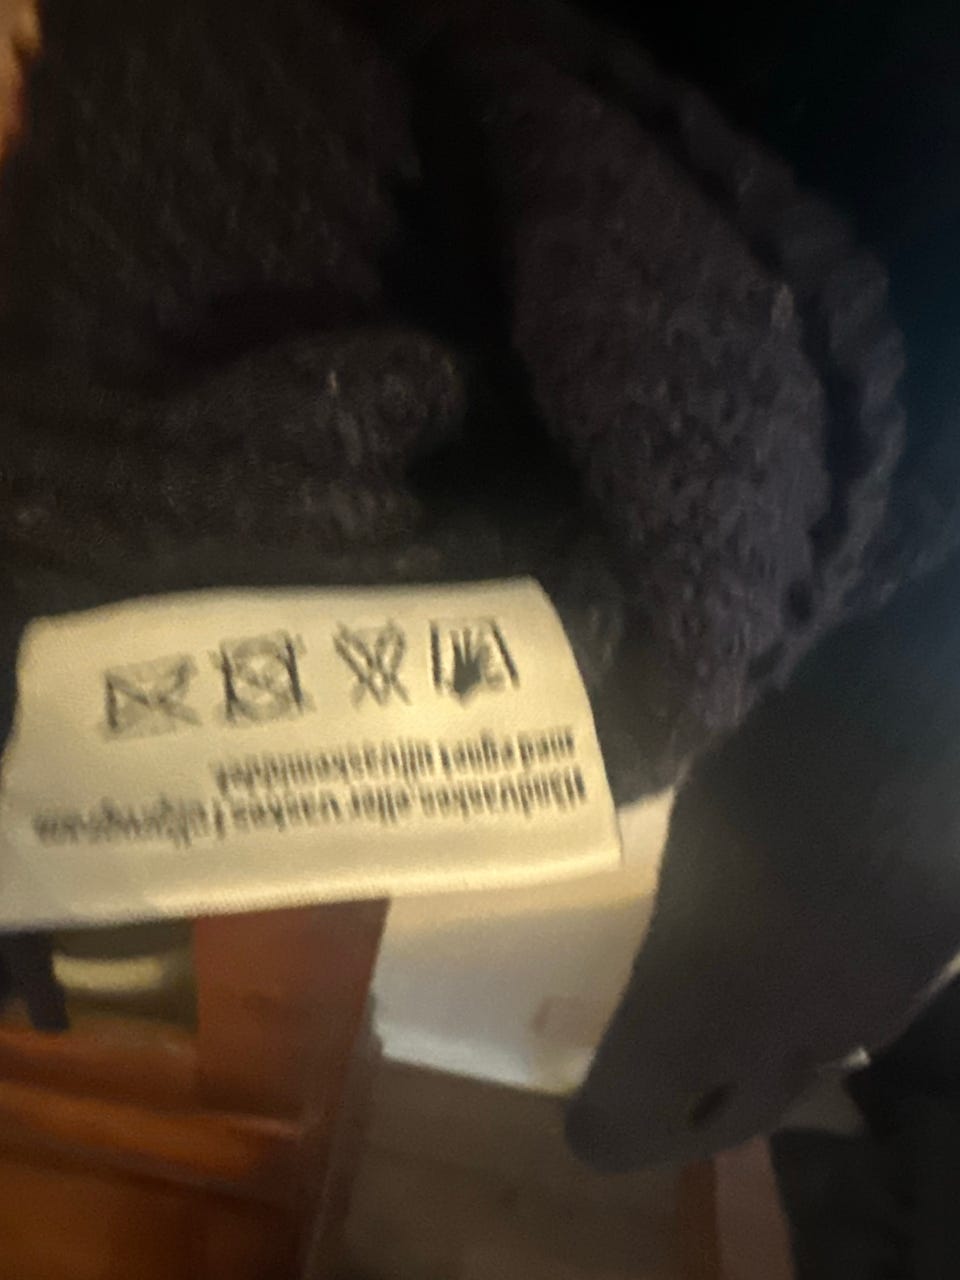 Håndvaskes eller vaskes i uldprogram
med egnet uldvaskemiddel